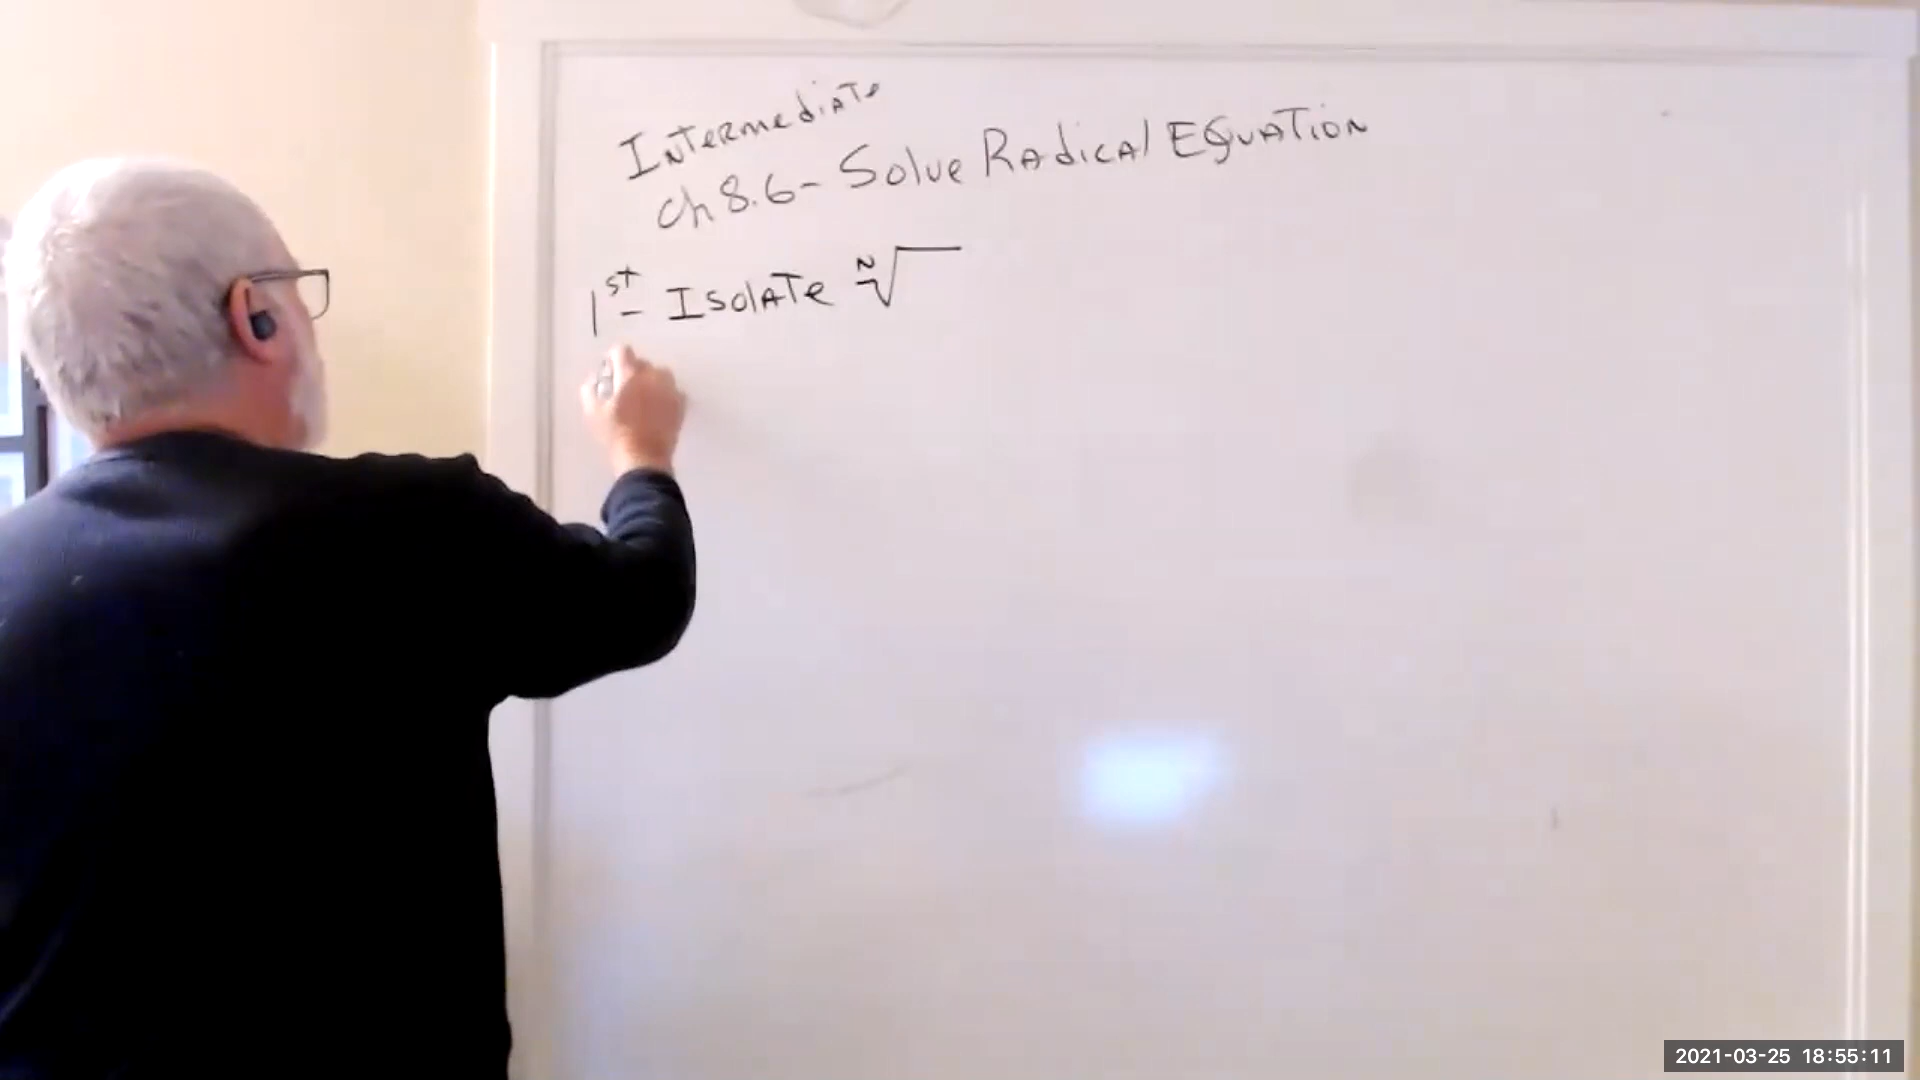 Intermediate
Ch 8.6 - Solve Radical Equation
1st - Isolate ᴺ√
2021-03-25 18:55:11